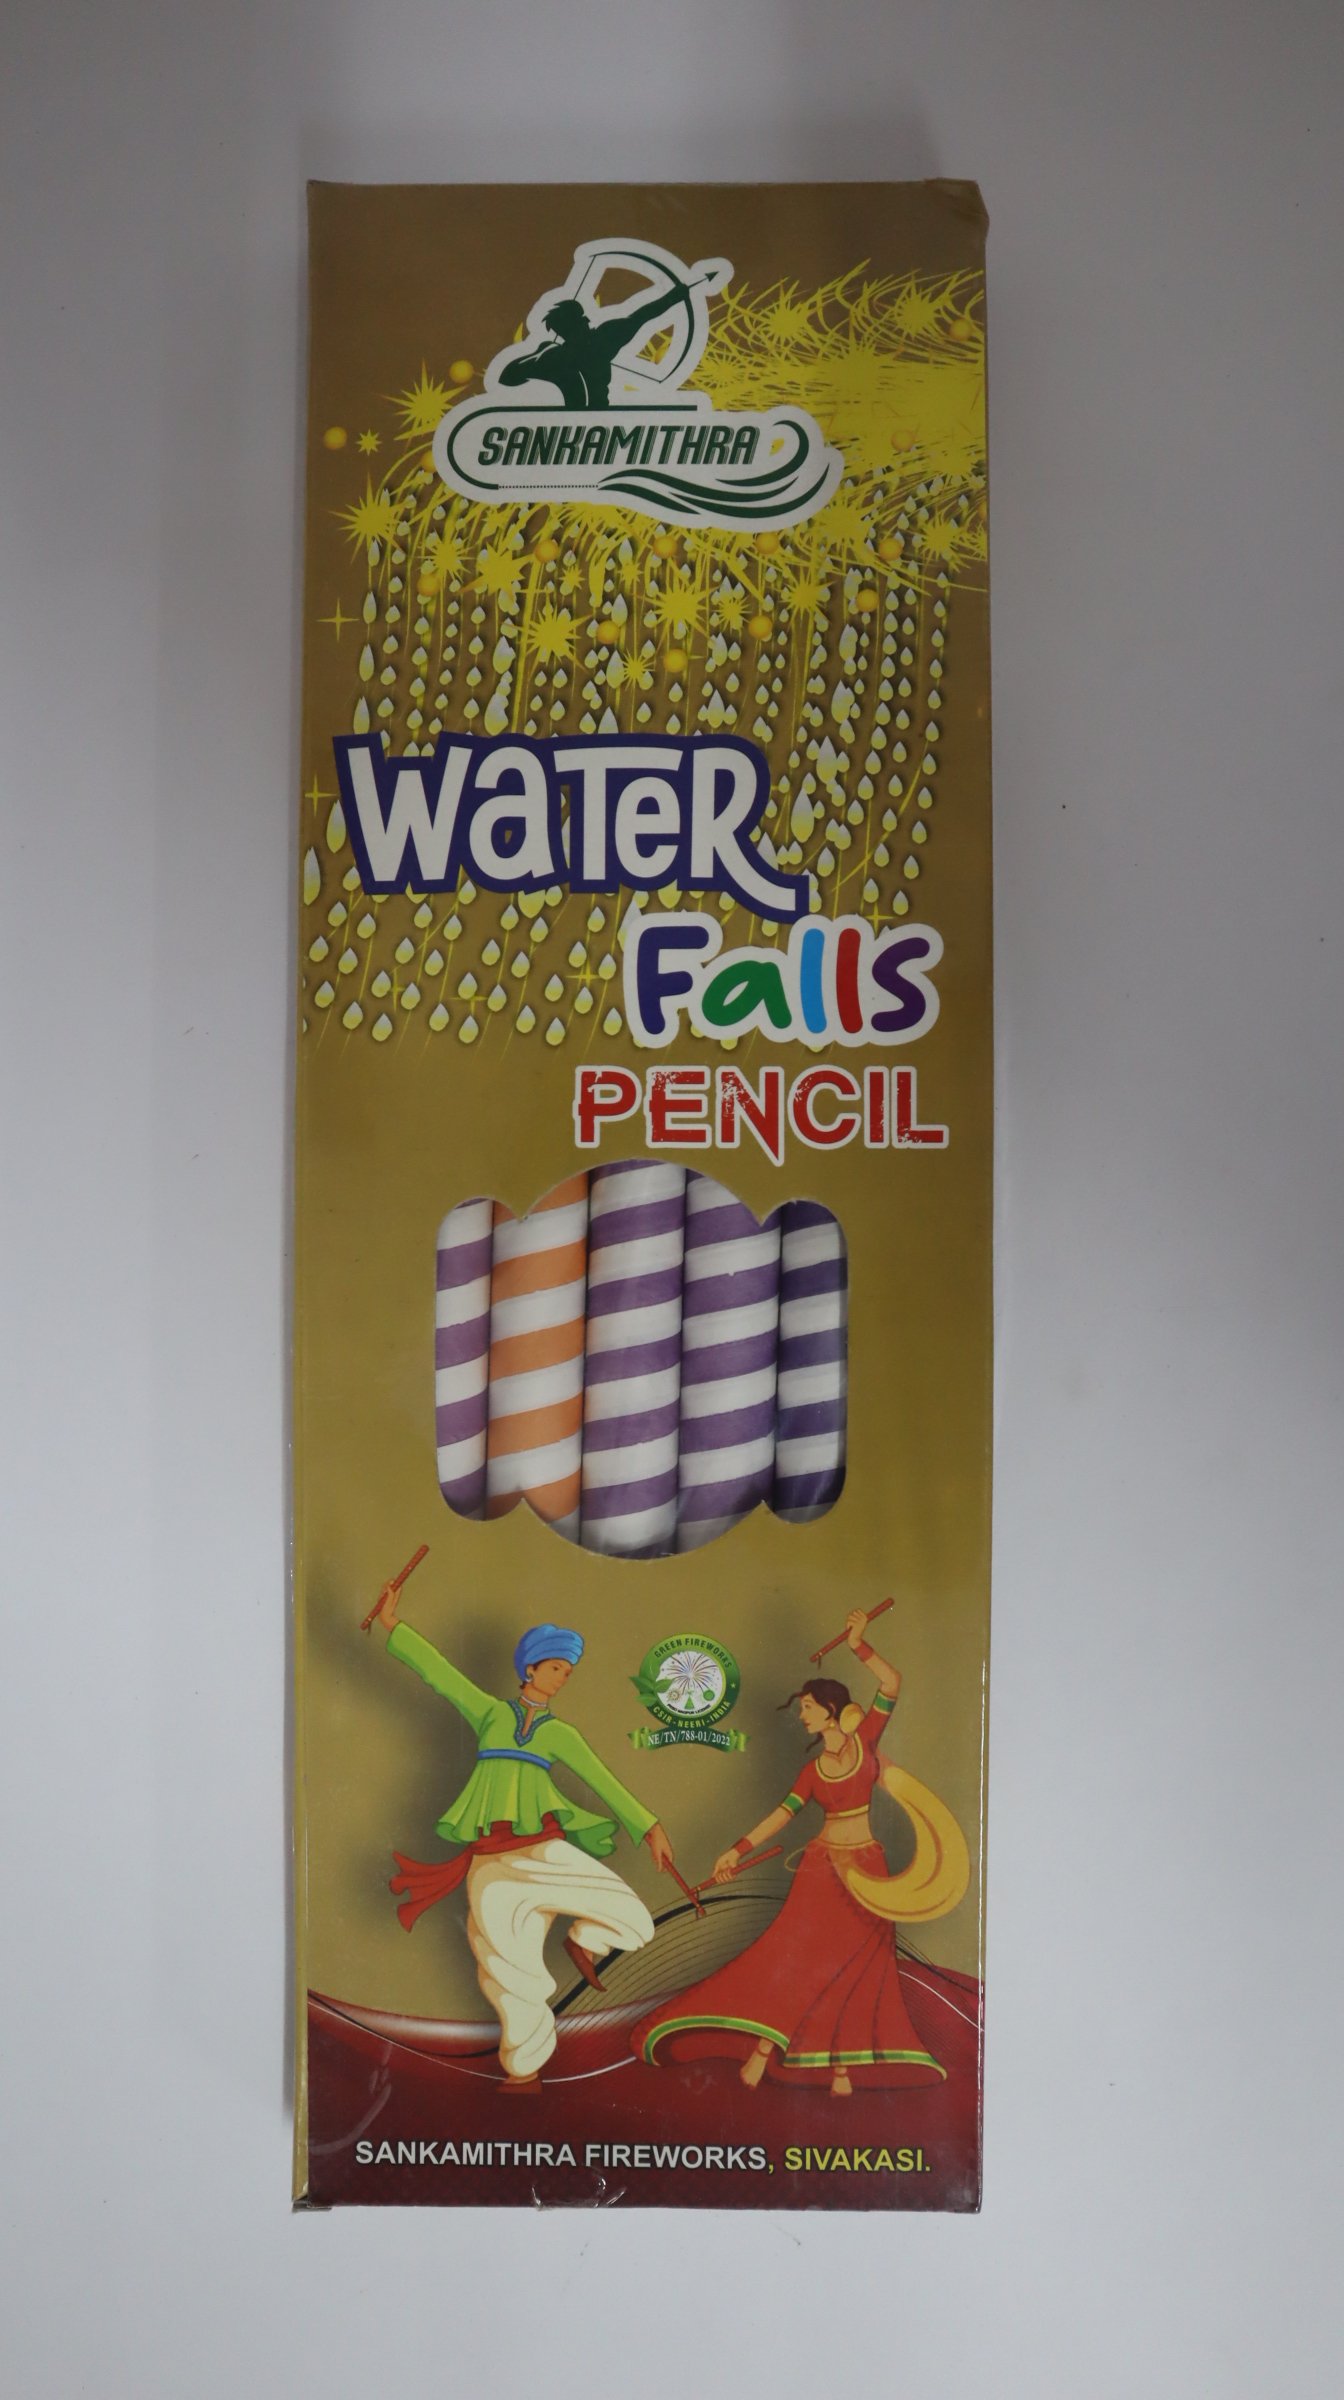 SANKAMITHRA
WaTeR
Falls
PENCIL
GREEN FIREWORKS
CSIR-NEERI-INDIA
NE/TN/788-01/2022
SANKAMITHRA FIREWORKS, SIVAKASI.